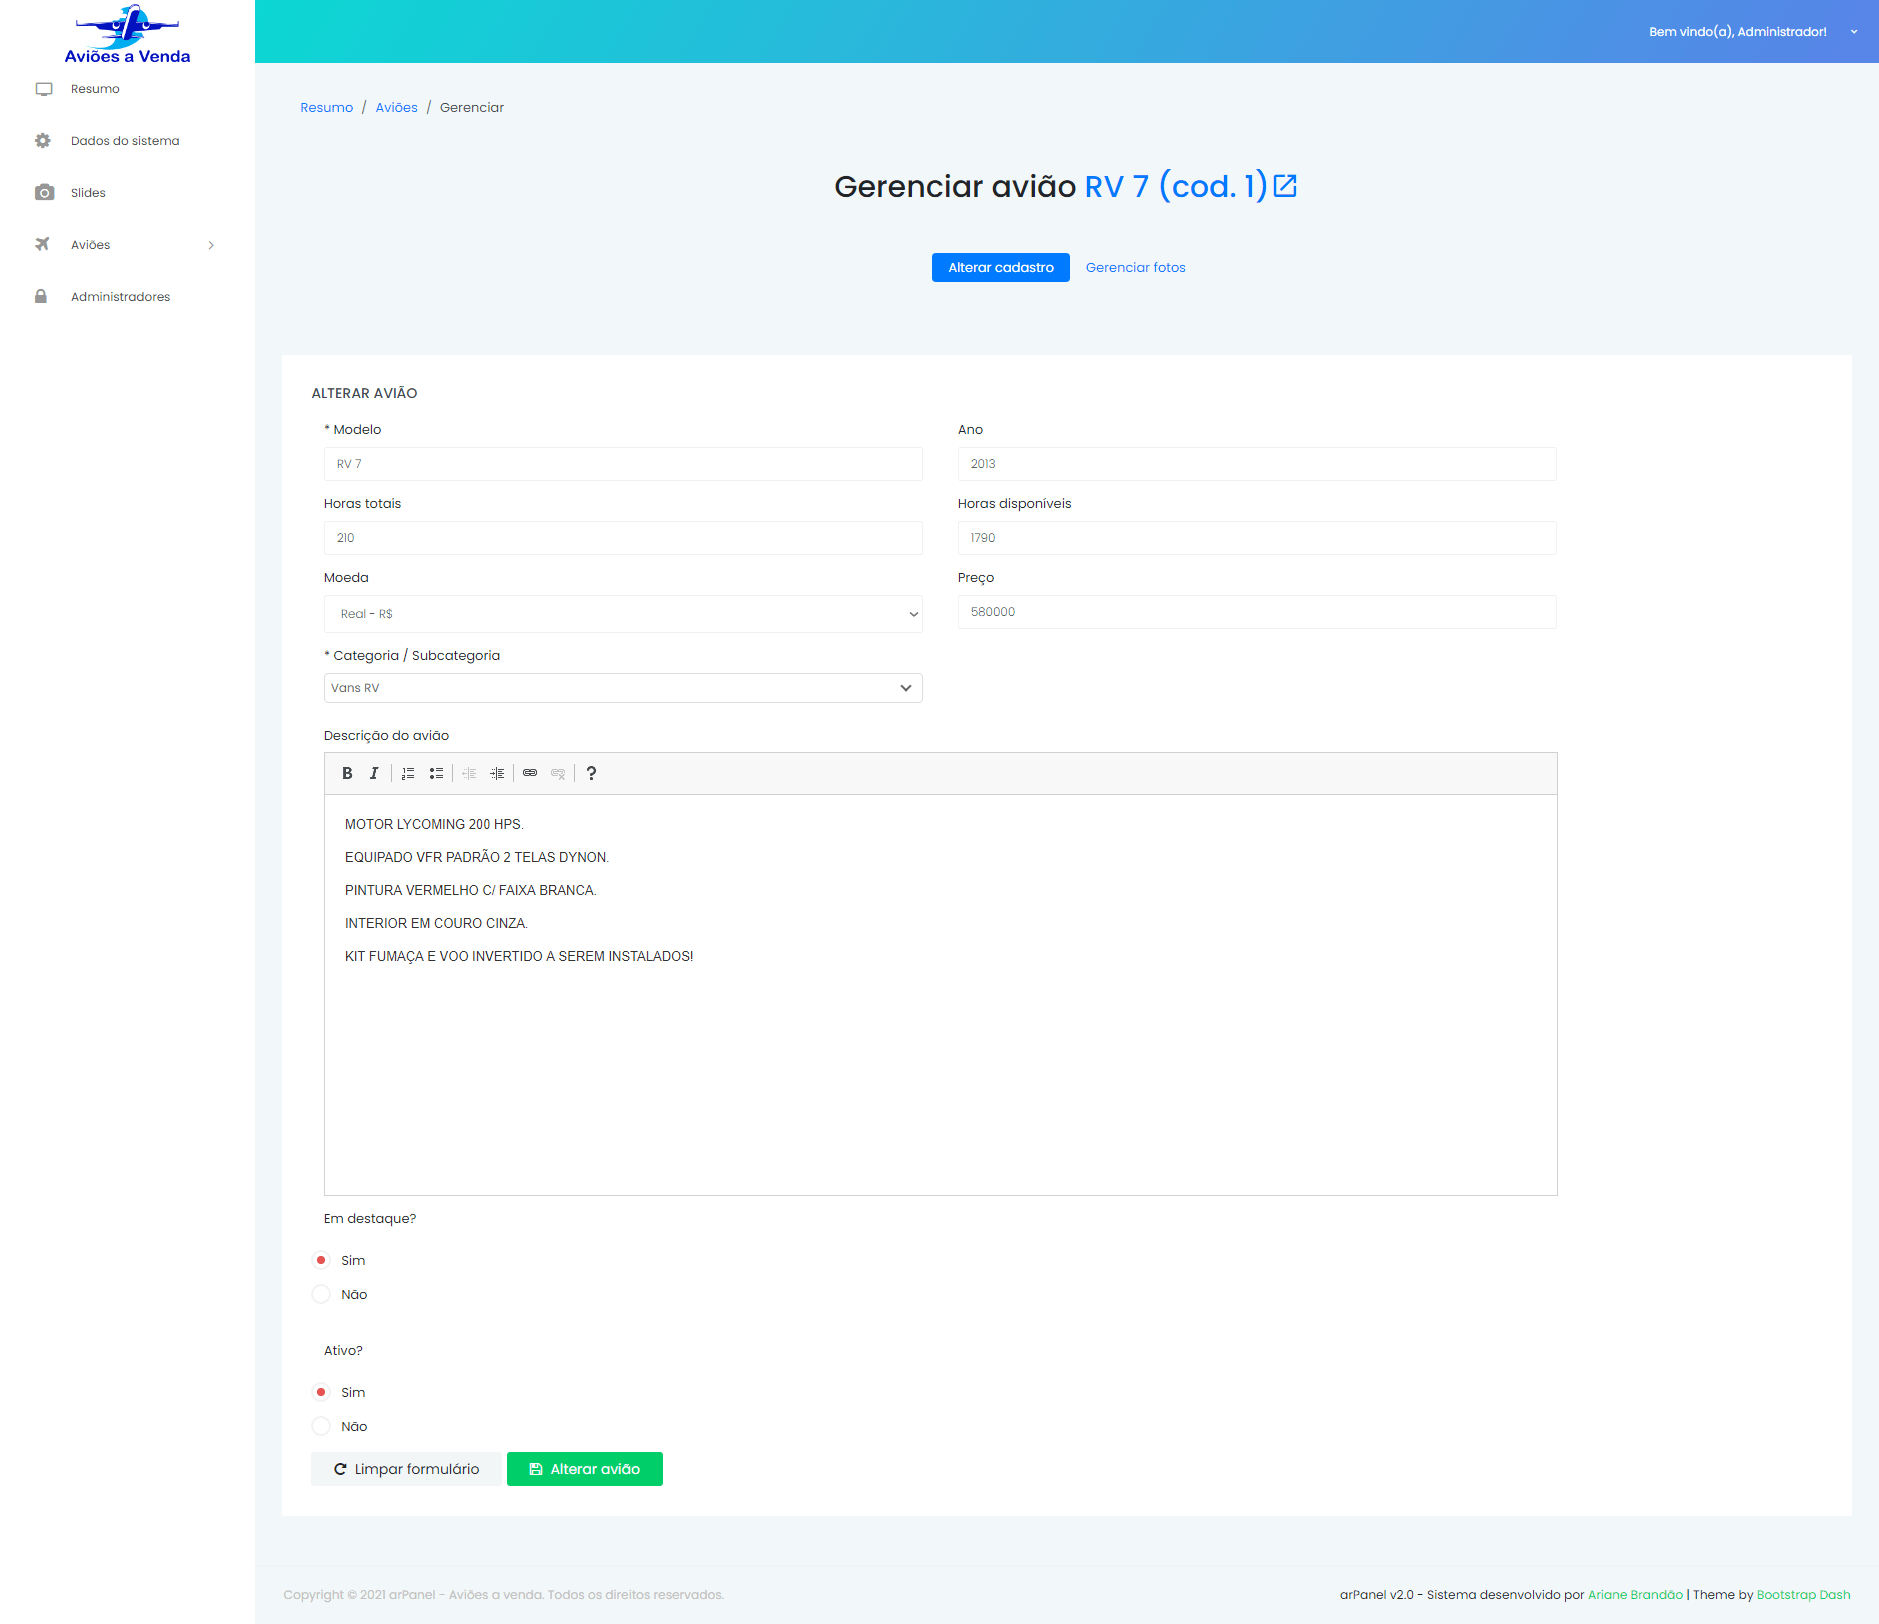 Aviões a Venda
Bem vindo(a), Administrador!
Resumo
Dados do sistema
Slides
Aviões
Administradores
Resumo / Aviões / Gerenciar
Gerenciar avião RV 7 (cod. 1)
Alterar cadastro Gerenciar fotos
ALTERAR AVIÃO
* Modelo
RV 7
Ano
2013
Horas totais
210
Horas disponíveis
1790
Moeda
Real - R$
Preço
580000
* Categoria / Subcategoria
Vans RV
Descrição do avião
B I ?
MOTOR LYCOMING 200 HPS.
EQUIPADO VFR PADRÃO 2 TELAS DYNON.
PINTURA VERMELHO C/ FAIXA BRANCA.
INTERIOR EM COURO CINZA.
KIT FUMAÇA E VOO INVERTIDO A SEREM INSTALADOS!
Em destaque?
Sim
Não
Ativo?
Sim
Não
Limpar formulário Alterar avião
Copyright © 2021 arPanel - Aviões a venda. Todos os direitos reservados.
arPanel v2.0 - Sistema desenvolvido por Ariane Brandão | Theme by Bootstrap Dash